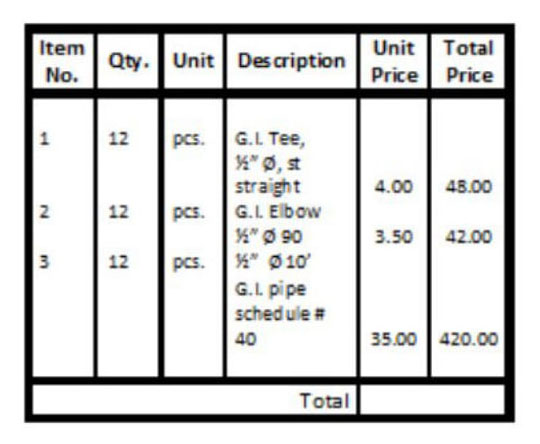 Item No. Qty. Unit Description Unit Price Total Price
1 12 pcs. G.I. Tee,
½" Ø, st
straight 4.00 48.00
2 12 pcs. G.I. Elbow
½" Ø 90 3.50 42.00
3 12 pcs. ½" Ø 10'
G.I. pipe
schedule #
40 35.00 420.00
Total